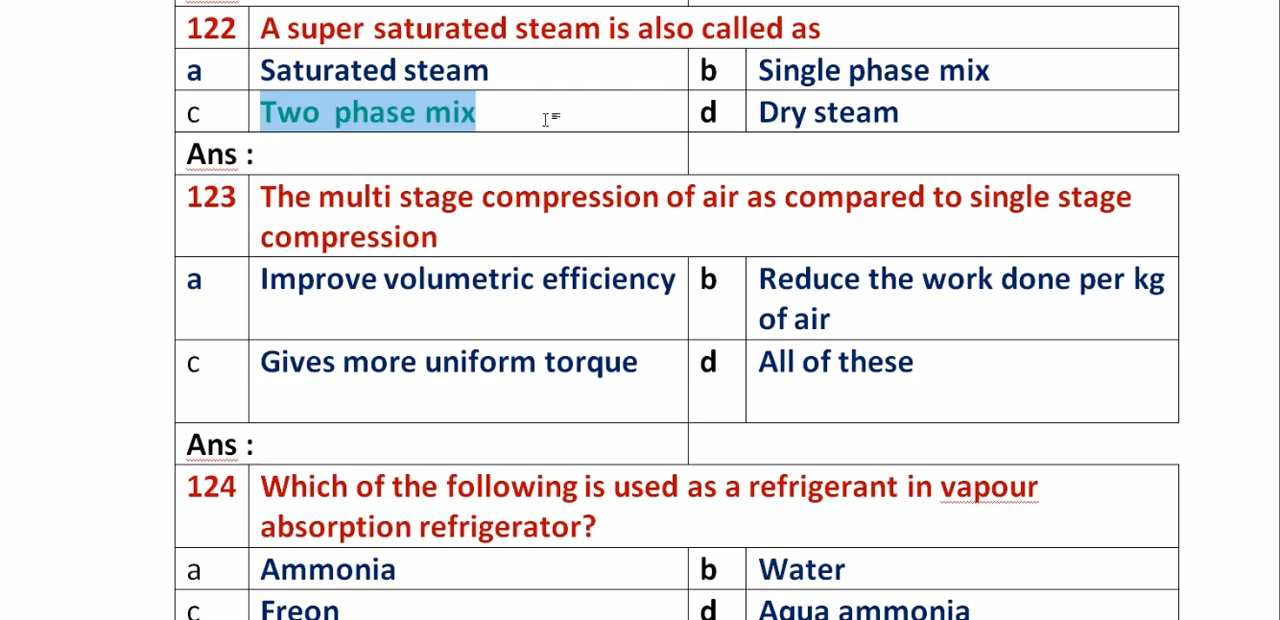 122 A super saturated steam is also called as
a Saturated steam b Single phase mix
c Two phase mix d Dry steam
Ans :
123 The multi stage compression of air as compared to single stage
compression
a Improve volumetric efficiency b Reduce the work done per kg
of air
c Gives more uniform torque d All of these
Ans :
124 Which of the following is used as a refrigerant in vapour
absorption refrigerator?
a Ammonia b Water
c Freon d Aqua ammonia